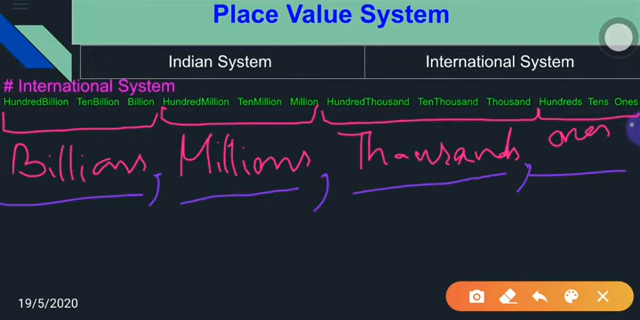 Place Value System
Indian System International System
# International System
HundredBillion TenBillion Billion HundredMillion TenMillion Million HundredThousand TenThousand Thousand Hundreds Tens Ones
Billions, Millions, Thousands, ones
19/5/2020